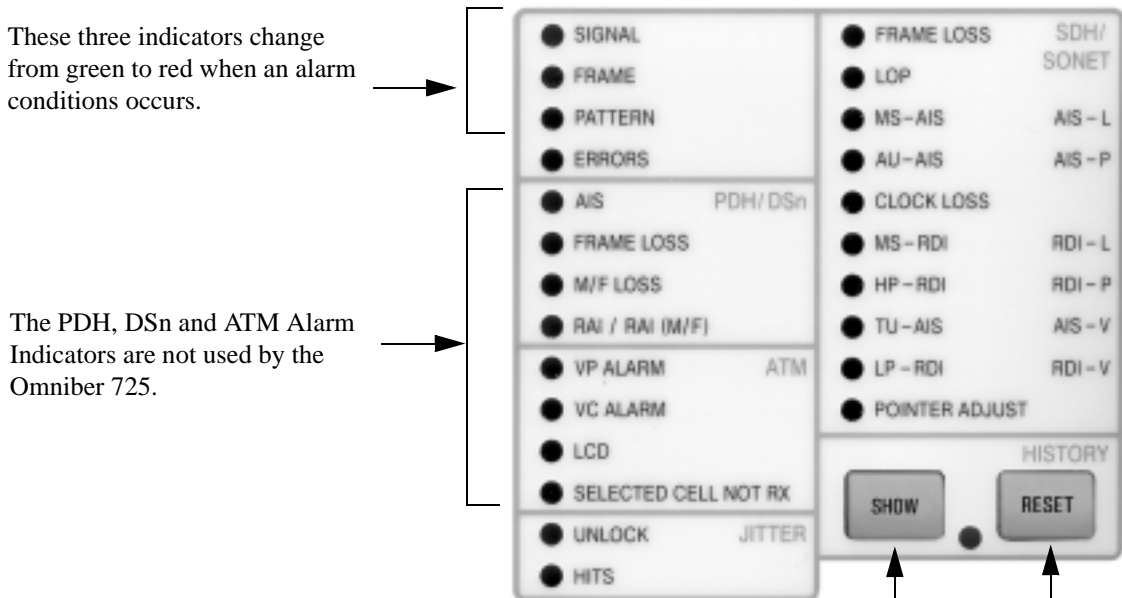 These three indicators change
from green to red when an alarm
conditions occurs.
The PDH, DSn and ATM Alarm
Indicators are not used by the
Omniber 725.
SIGNAL
FRAME
PATTERN
ERRORS
AIS PDH/DSn
FRAME LOSS
M/F LOSS
RAI / RAI (M/F)
VP ALARM ATM
VC ALARM
LCD
SELECTED CELL NOT RX
UNLOCK JITTER
HITS
FRAME LOSS SDH/
SONET
LOP
MS-AIS AIS-L
AU-AIS AIS-P
CLOCK LOSS
MS-RDI RDI-L
HP-RDI RDI-P
TU-AIS AIS-V
LP-RDI RDI-V
POINTER ADJUST
HISTORY
SHOW RESET